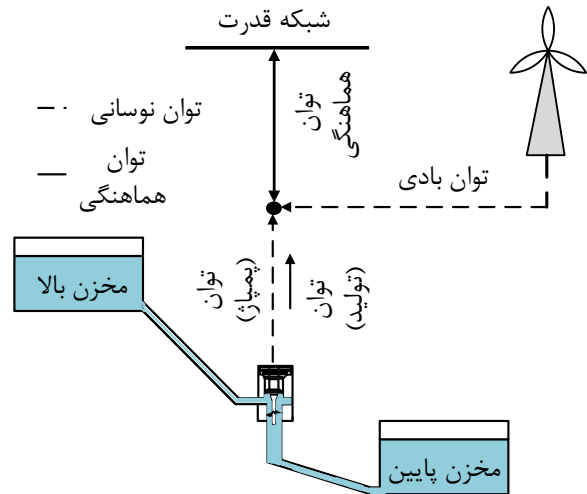 شبکه قدرت
توان
هماهنگی
توان نوسانی
توان
هماهنگی
توان بادی
مخزن بالا
توان
(پمپاژ)
توان
(تولید)
مخزن پایین